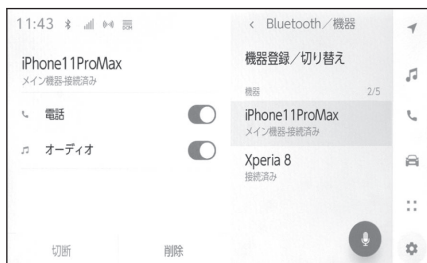 11:43
iPhone11ProMax
メイン機器-接続済み
電話
オーディオ
切断
削除
< Bluetooth／機器
機器登録／切り替え
機器 2/5
iPhone11ProMax
メイン機器-接続済み
Xperia 8
接続済み